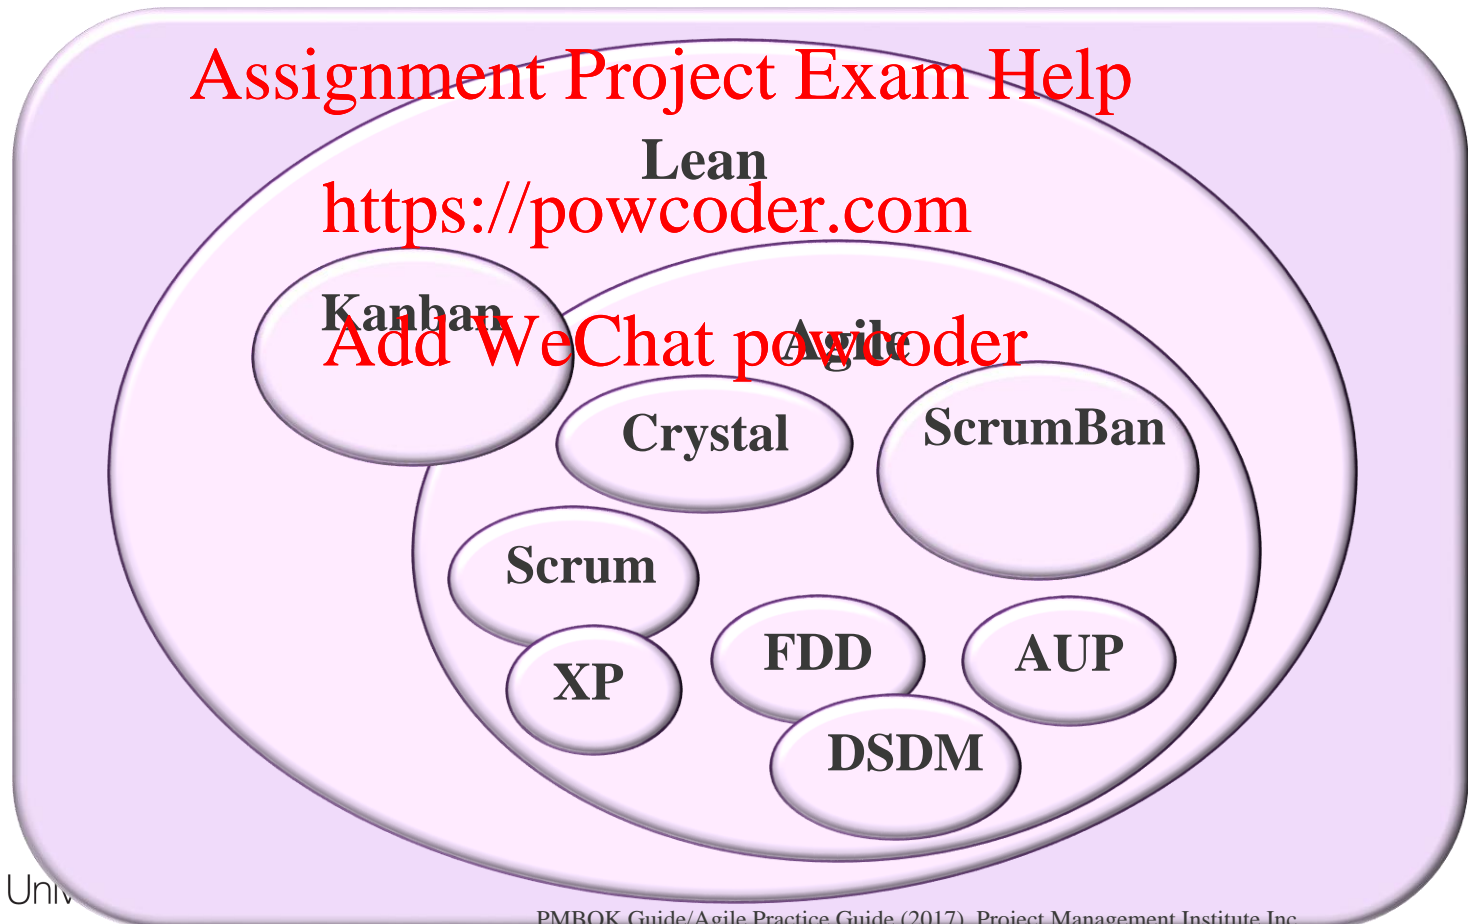 Assignment Project Exam Help
Lean
https://powcoder.com
Kanban
Add WeChat powcoder
Agile
Crystal
ScrumBan
Scrum
FDD
AUP
XP
DSDM
PMBOK Guide/Agile Practice Guide (2017), Project Management Institute Inc